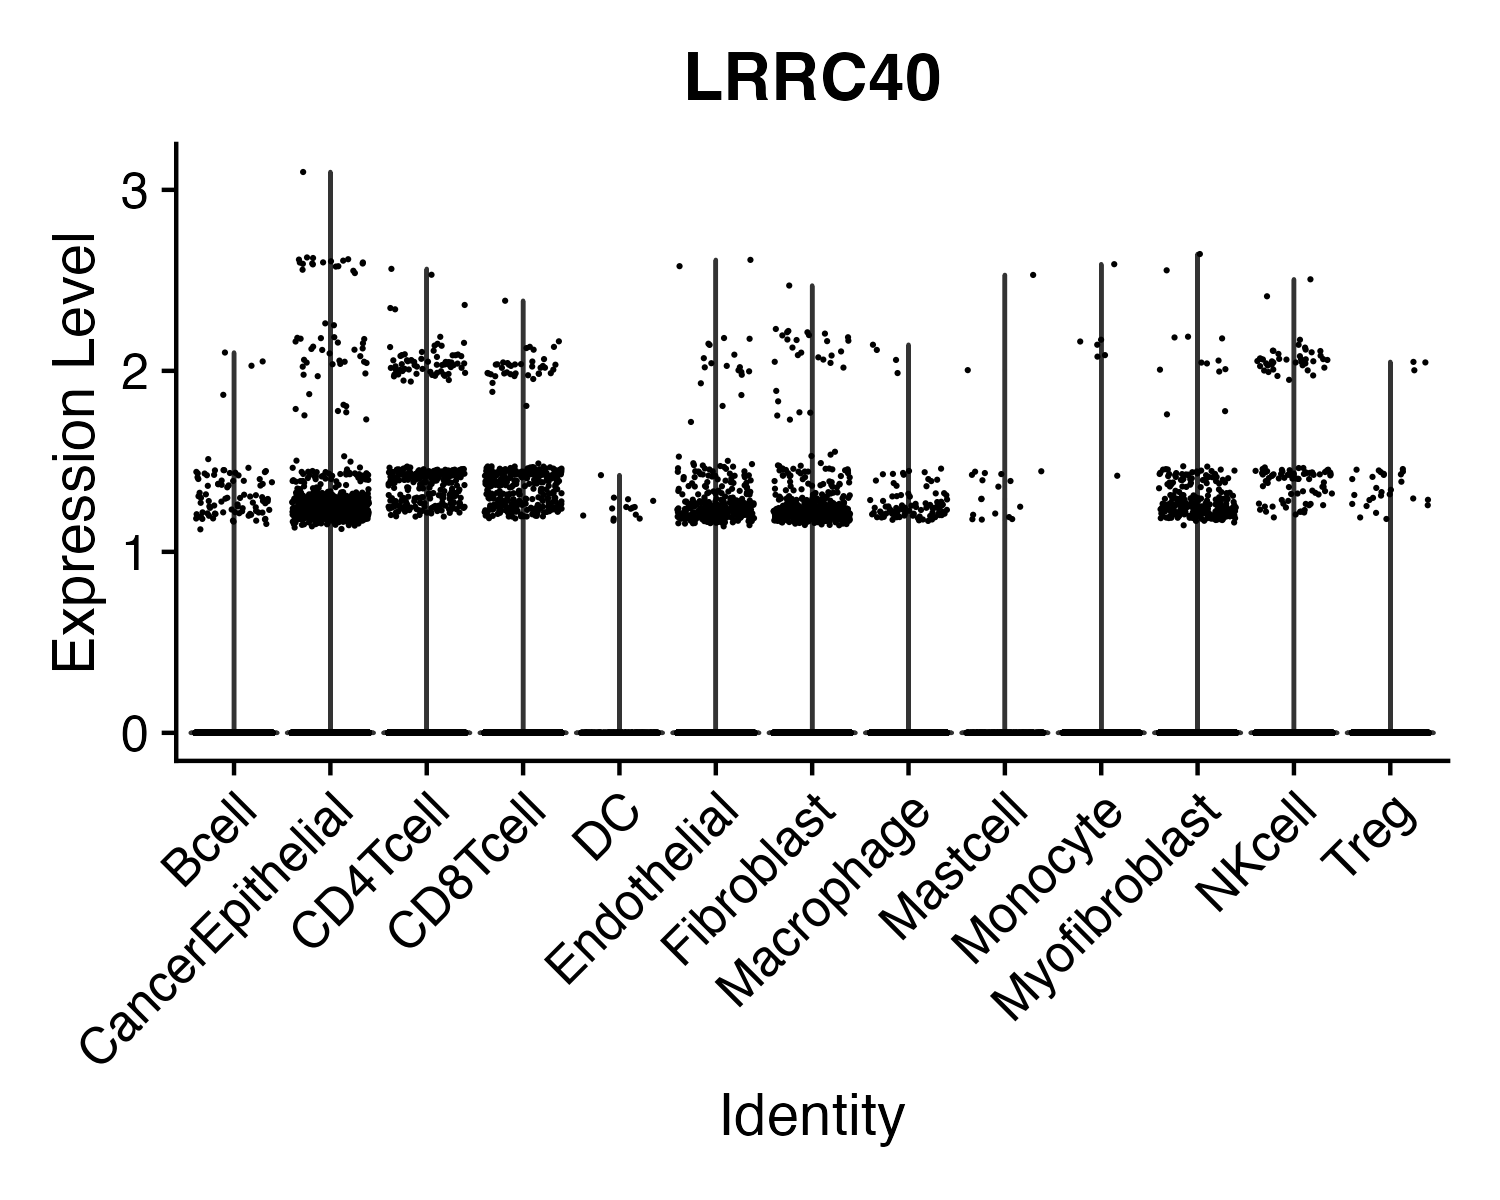 LRRC40
Expression Level
3
2
1
0
Bcell
CancerEpithelial
CD4Tcell
CD8Tcell
DC
Endothelial
Fibroblast
Macrophage
Mastcell
Monocyte
Myofibroblast
NKcell
Treg
Identity